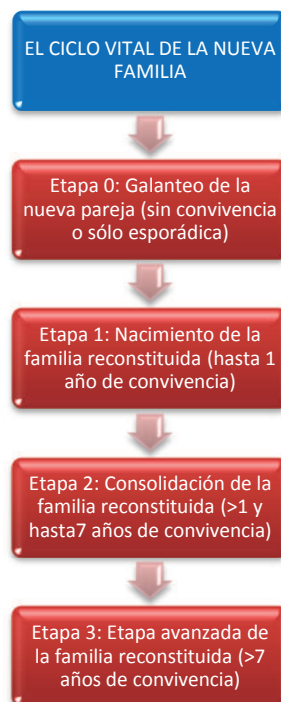 EL CICLO VITAL DE LA NUEVA
FAMILIA
Etapa 0: Galanteo de la
nueva pareja (sin convivencia
o sólo esporádica)
Etapa 1: Nacimiento de la
familia reconstituida (hasta 1
año de convivencia)
Etapa 2: Consolidación de la
familia reconstituida (>1 y
hasta7 años de convivencia)
Etapa 3: Etapa avanzada de
la familia reconstituida (>7
años de convivencia)